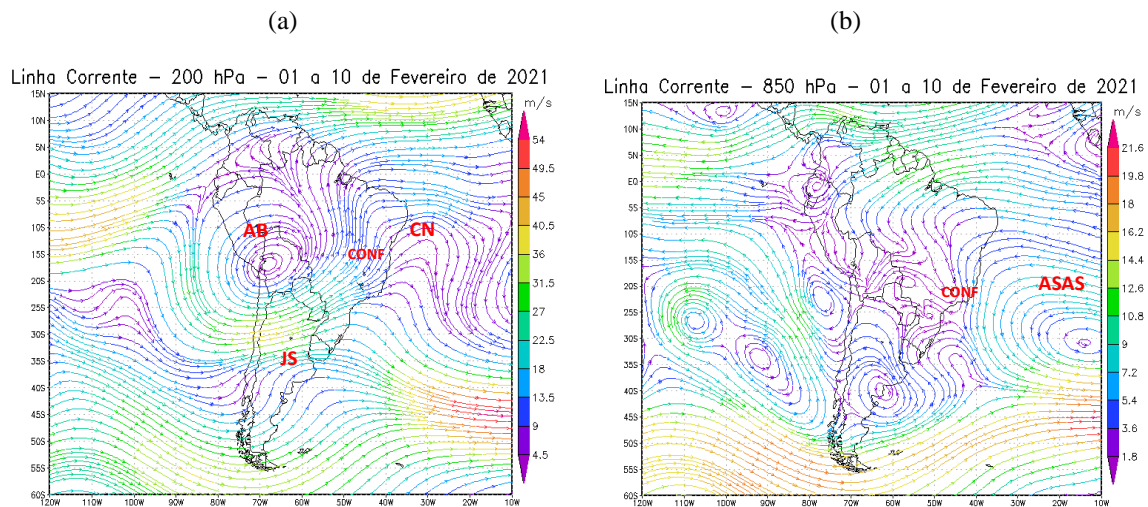 (a)
(b)
Linha Corrente - 200 hPa - 01 a 10 de Fevereiro de 2021
m/s
15N
10N
5N
EQ
5S
10S
15S
20S
25S
30S
35S
40S
45S
50S
55S
60S
120W 110W 100W 90W 80W 70W 60W 50W 40W 30W 20W 10W
AB
CN
CONF
JS
54
49.5
45
40.5
36
31.5
27
22.5
18
13.5
9
4.5
Linha Corrente - 850 hPa - 01 a 10 de Fevereiro de 2021
m/s
15N
10N
5N
EQ
5S
10S
15S
20S
25S
30S
35S
40S
45S
50S
55S
60S
120W 110W 100W 90W 80W 70W 60W 50W 40W 30W 20W 10W
ASAS
CONF
21.6
19.8
18
16.2
14.4
12.6
10.8
9
7.2
5.4
3.6
1.8